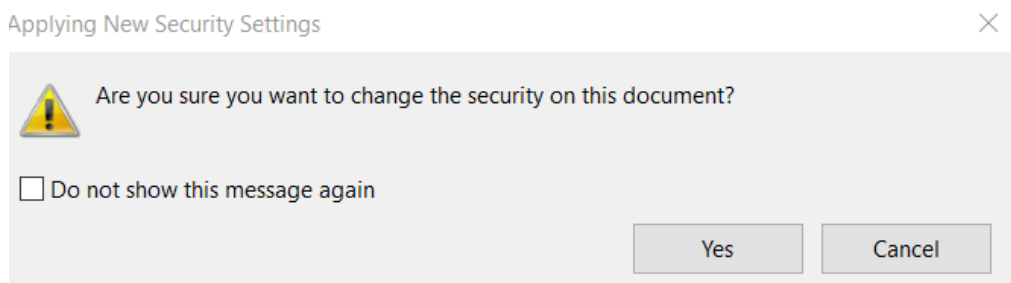 Applying New Security Settings
Are you sure you want to change the security on this document?
Do not show this message again
Yes Cancel